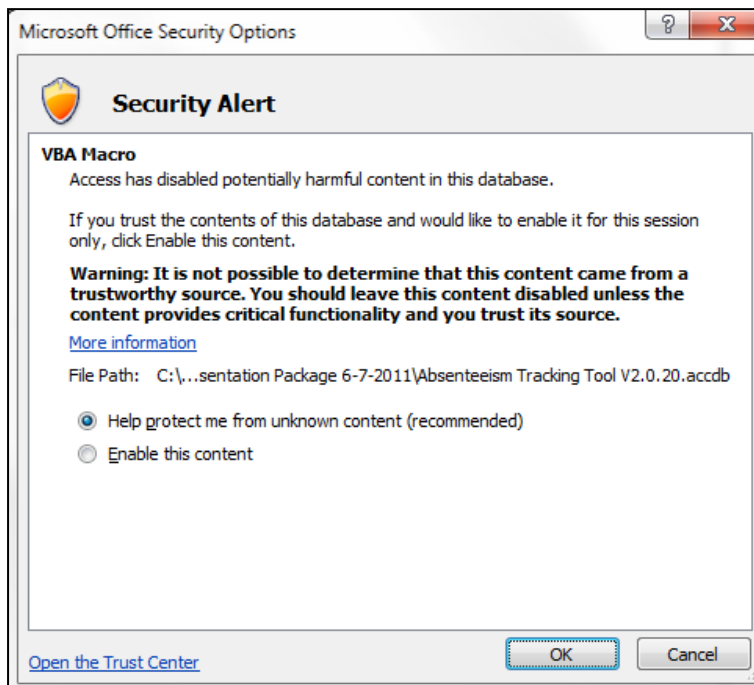 Microsoft Office Security Options
?
X
Security Alert
VBA Macro
Access has disabled potentially harmful content in this database.
If you trust the contents of this database and would like to enable it for this session
only, click Enable this content.
Warning: It is not possible to determine that this content came from a
trustworthy source. You should leave this content disabled unless the
content provides critical functionality and you trust its source.
More information
File Path: C:\...sentation Package 6-7-2011\Absenteeism Tracking Tool V2.0.20.accdb
Help protect me from unknown content (recommended)
Enable this content
Open the Trust Center
OK
Cancel